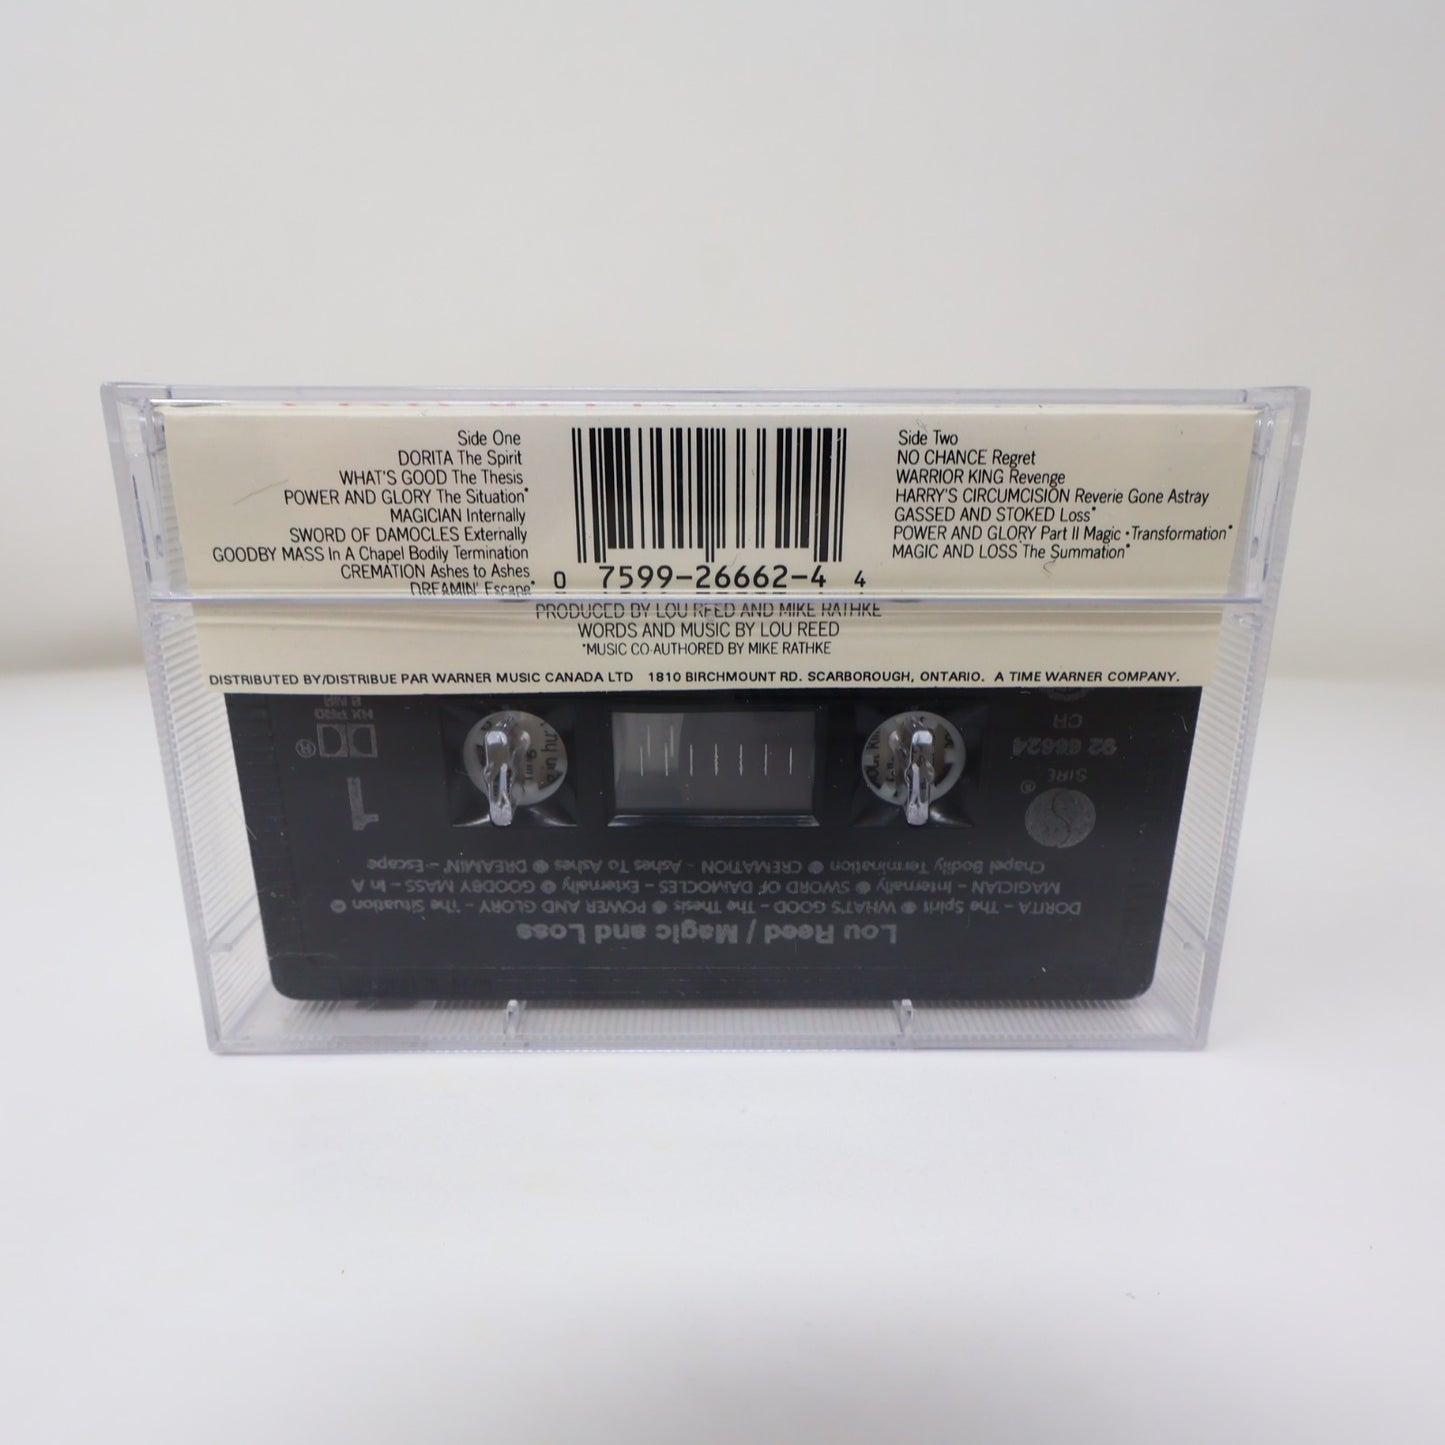 Side One
DORITA The Spirit
WHAT'S GOOD The Thesis
POWER AND GLORY The Situation*
MAGICIAN Internally
SWORD OF DAMOCLES Externally
GOODBY MASS In A Chapel Bodily Termination
CREMATION Ashes to Ashes
DREAMIN' Escape*
0 7599-26662-4 4
Side Two
NO CHANCE Regret
WARRIOR KING Revenge
HARRY'S CIRCUMCISION Reverie Gone Astray
GASSED AND STOKED Loss*
POWER AND GLORY Part II Magic •Transformation*
MAGIC AND LOSS The Summation*
PRODUCED BY LOU REED AND MIKE RATHKE
WORDS AND MUSIC BY LOU REED
*MUSIC CO-AUTHORED BY MIKE RATHKE
DISTRIBUTED BY/DISTRIBUE PAR WARNER MUSIC CANADA LTD 1810 BIRCHMOUNT RD. SCARBOROUGH, ONTARIO. A TIME WARNER COMPANY.
Lou Reed / Magic and Loss
DORITA – The Spirit ● WHAT'S GOOD – The Thesis ● POWER AND GLORY – The Situation ●
MAGICIAN – Internally ● SWORD OF DAMOCLES – Externally ● GOODBY MASS – In A
Chapel Bodily Termination ● CREMATION – Ashes To Ashes ● DREAMIN' – Escape
®
SIRE
92 66624
CR
1
®
HX PRO
B NR